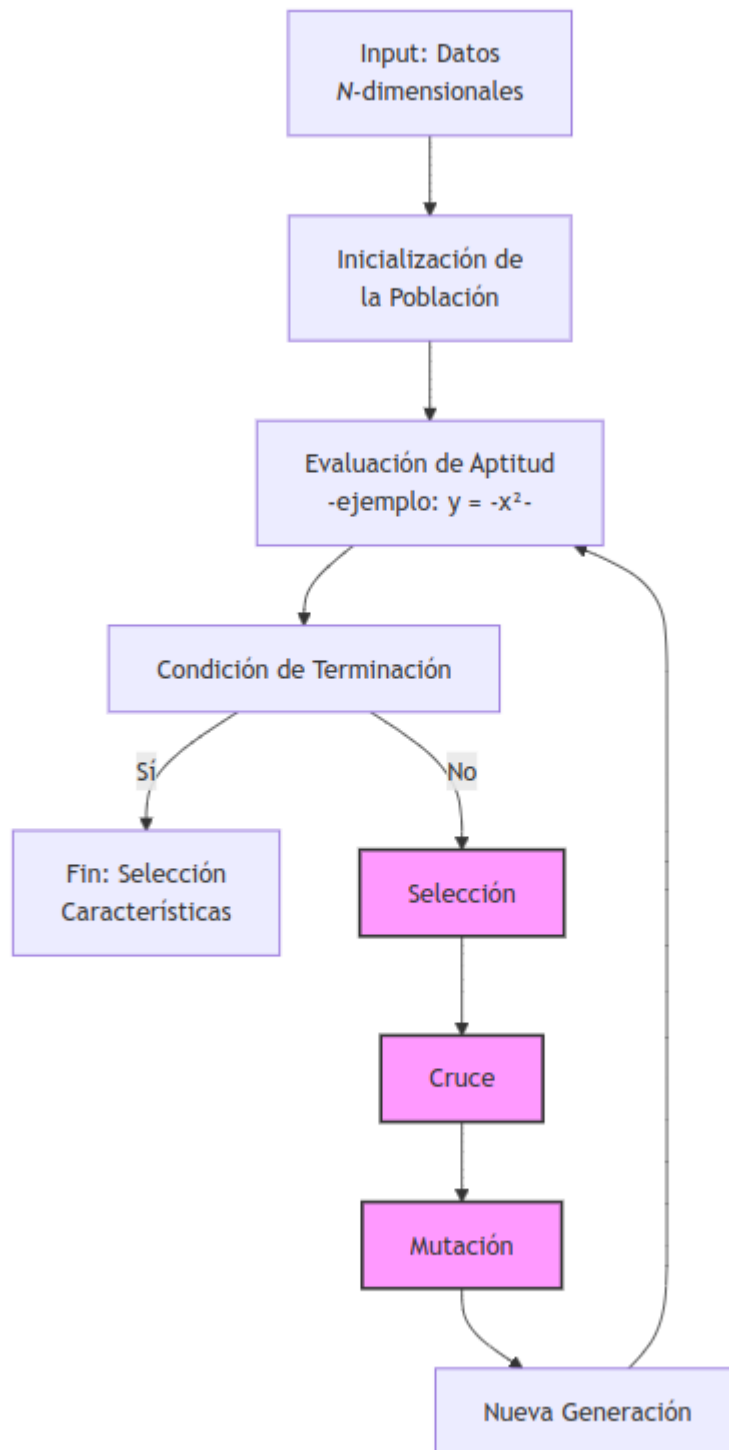 Input: Datos
N-dimensionales
Inicialización de
la Población
Evaluación de Aptitud
-ejemplo: y = -x²-
Condición de Terminación
Sí
No
Fin: Selección
Características
Selección
Cruce
Mutación
Nueva Generación